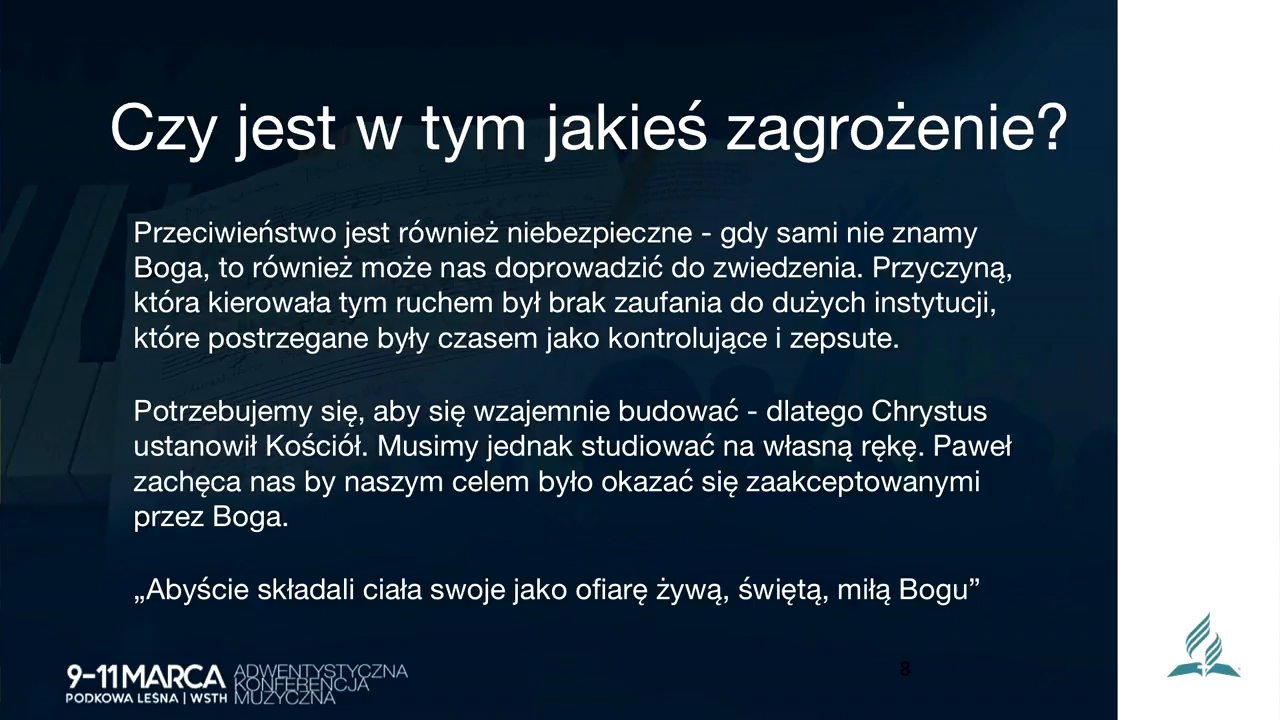 Czy jest w tym jakieś zagrożenie?
Przeciwieństwo jest również niebezpieczne - gdy sami nie znamy
Boga, to również może nas doprowadzić do zwiedzenia. Przyczyną,
która kierowała tym ruchem był brak zaufania do dużych instytucji,
które postrzegane były czasem jako kontrolujące i zepsute.
Potrzebujemy się, aby się wzajemnie budować - dlatego Chrystus
ustanowił Kościół. Musimy jednak studiować na własną rękę. Paweł
zachęca nas by naszym celem było okazać się zaakceptowanymi
przez Boga.
„Abyście składali ciała swoje jako ofiarę żywą, świętą, miłą Bogu”
8
9-11 MARCA
PODKOWA LEŚNA | WSTH
ADWENTYSTYCZNA
KONFERENCJA
MUZYCZNA